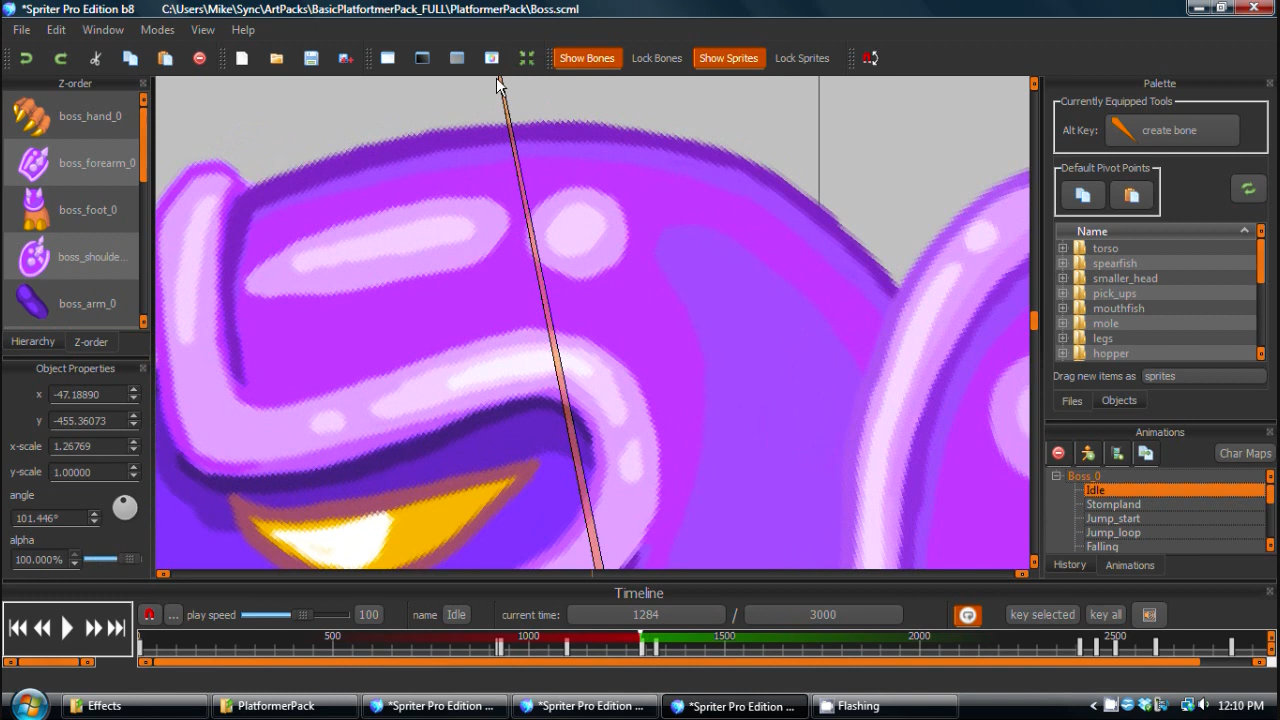 *Spriter Pro Edition b8 C:\Users\Mike\Sync\ArtPacks\BasicPlatfortmerPack_FULL\PlatformerPack\Boss.scml
File Edit Window Modes View Help
Show Bones Lock Bones Show Sprites Lock Sprites
Z-order
boss_hand_0
boss_forearm_0
boss_foot_0
boss_shoulde...
boss_arm_0
Hierarchy Z-order
Object Properties
x -47.18890
y -455.36073
x-scale 1.26769
y-scale 1.00000
angle
101.446°
alpha
100.000%
Palette
Currently Equipped Tools
Alt Key: create bone
Default Pivot Points
Name
torso
spearfish
smaller_head
pick_ups
mouthfish
mole
legs
hopper
Drag new items as sprites
Files Objects
Animations
Char Maps
Boss_0
Idle
Stompland
Jump_start
Jump_loop
Falling
History Animations
Timeline
... play speed 100 name Idle current time: 1284 / 3000 key selected key all
500 1000 1500 2000 2500
Effects PlatformerPack *Spriter Pro Edition ... *Spriter Pro Edition ... *Spriter Pro Edition ... Flashing 12:10 PM